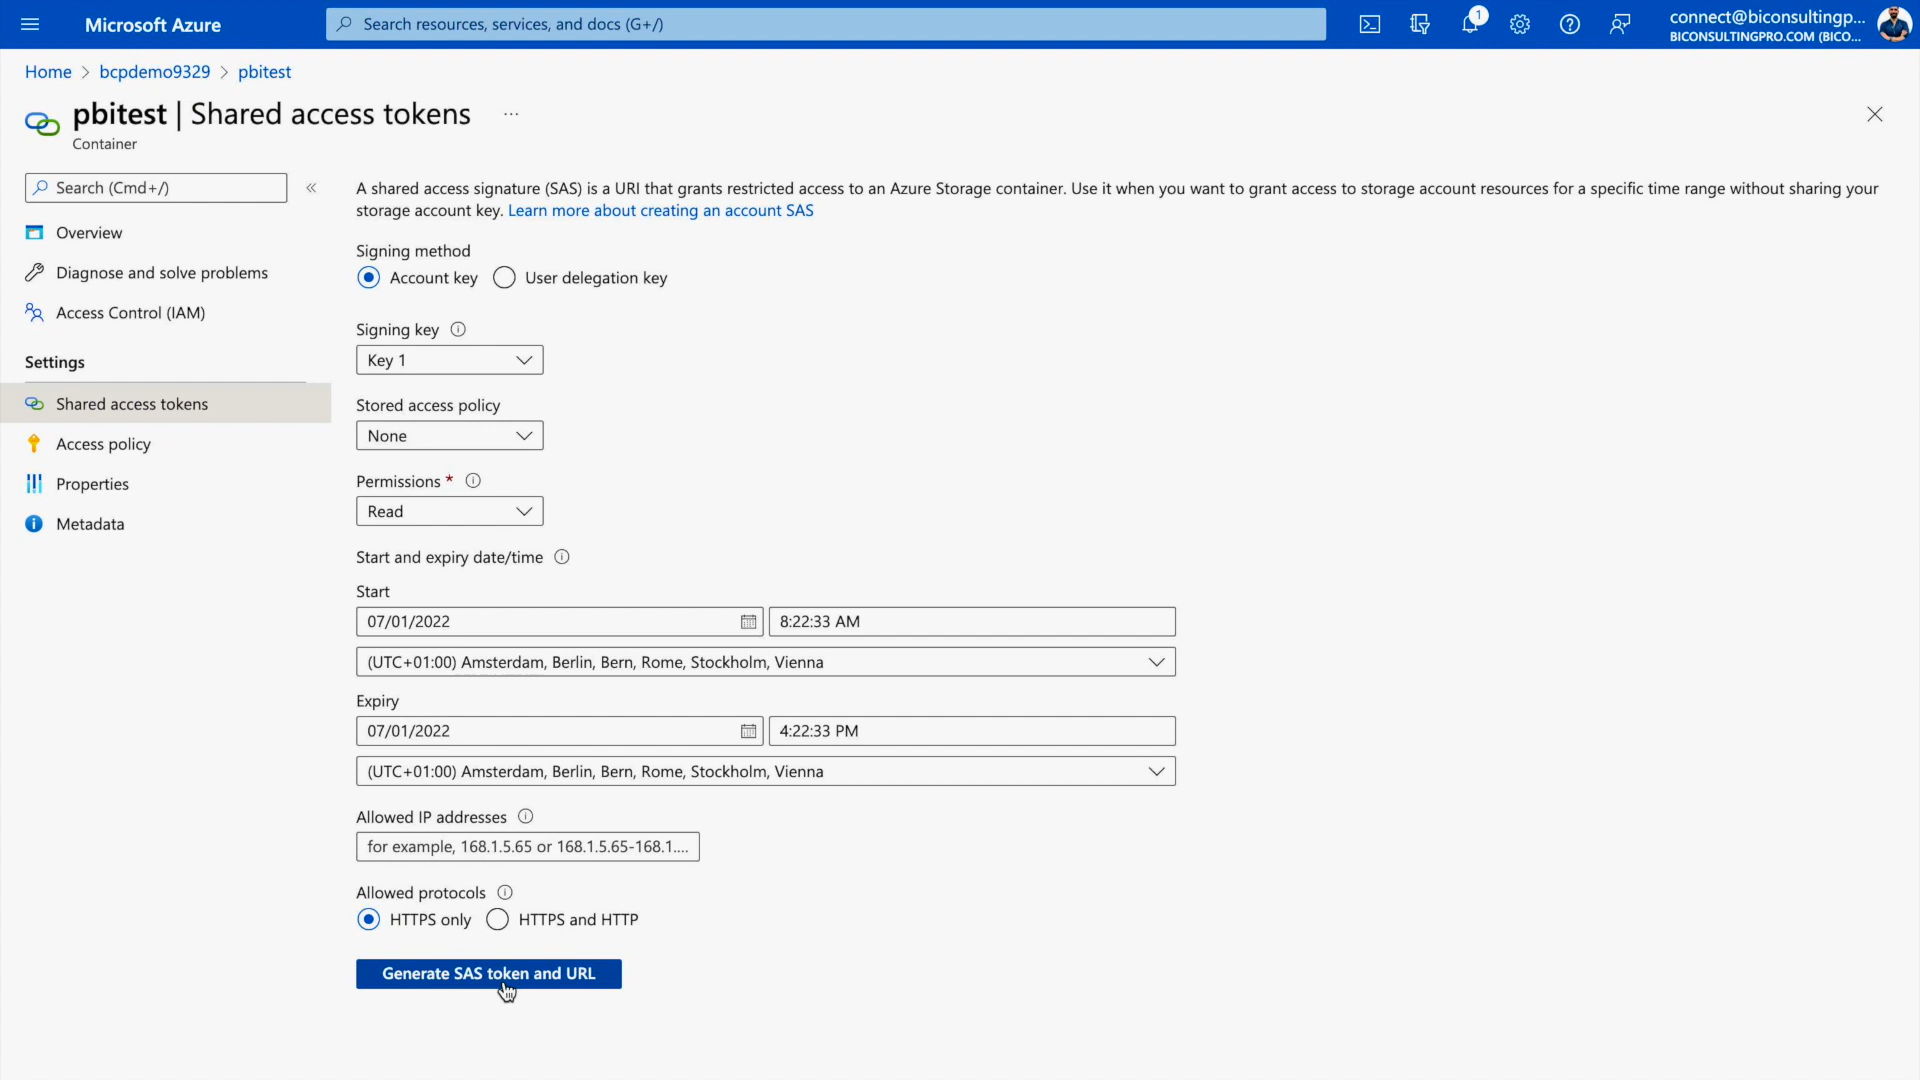 Microsoft Azure
Search resources, services, and docs (G+/)
1
connect@biconsultingp...
BICONSULTINGPRO.COM (BICO...
Home > bcpdemo9329 > pbitest
pbitest | Shared access tokens ...
Container
Search (Cmd+/)
«
Overview
Diagnose and solve problems
Access Control (IAM)
Settings
Shared access tokens
Access policy
Properties
Metadata
A shared access signature (SAS) is a URI that grants restricted access to an Azure Storage container. Use it when you want to grant access to storage account resources for a specific time range without sharing your
storage account key. Learn more about creating an account SAS
Signing method
Account key User delegation key
Signing key
Key 1
Stored access policy
None
Permissions *
Read
Start and expiry date/time
Start
07/01/2022 8:22:33 AM
(UTC+01:00) Amsterdam, Berlin, Bern, Rome, Stockholm, Vienna
Expiry
07/01/2022 4:22:33 PM
(UTC+01:00) Amsterdam, Berlin, Bern, Rome, Stockholm, Vienna
Allowed IP addresses
for example, 168.1.5.65 or 168.1.5.65-168.1....
Allowed protocols
HTTPS only HTTPS and HTTP
Generate SAS token and URL